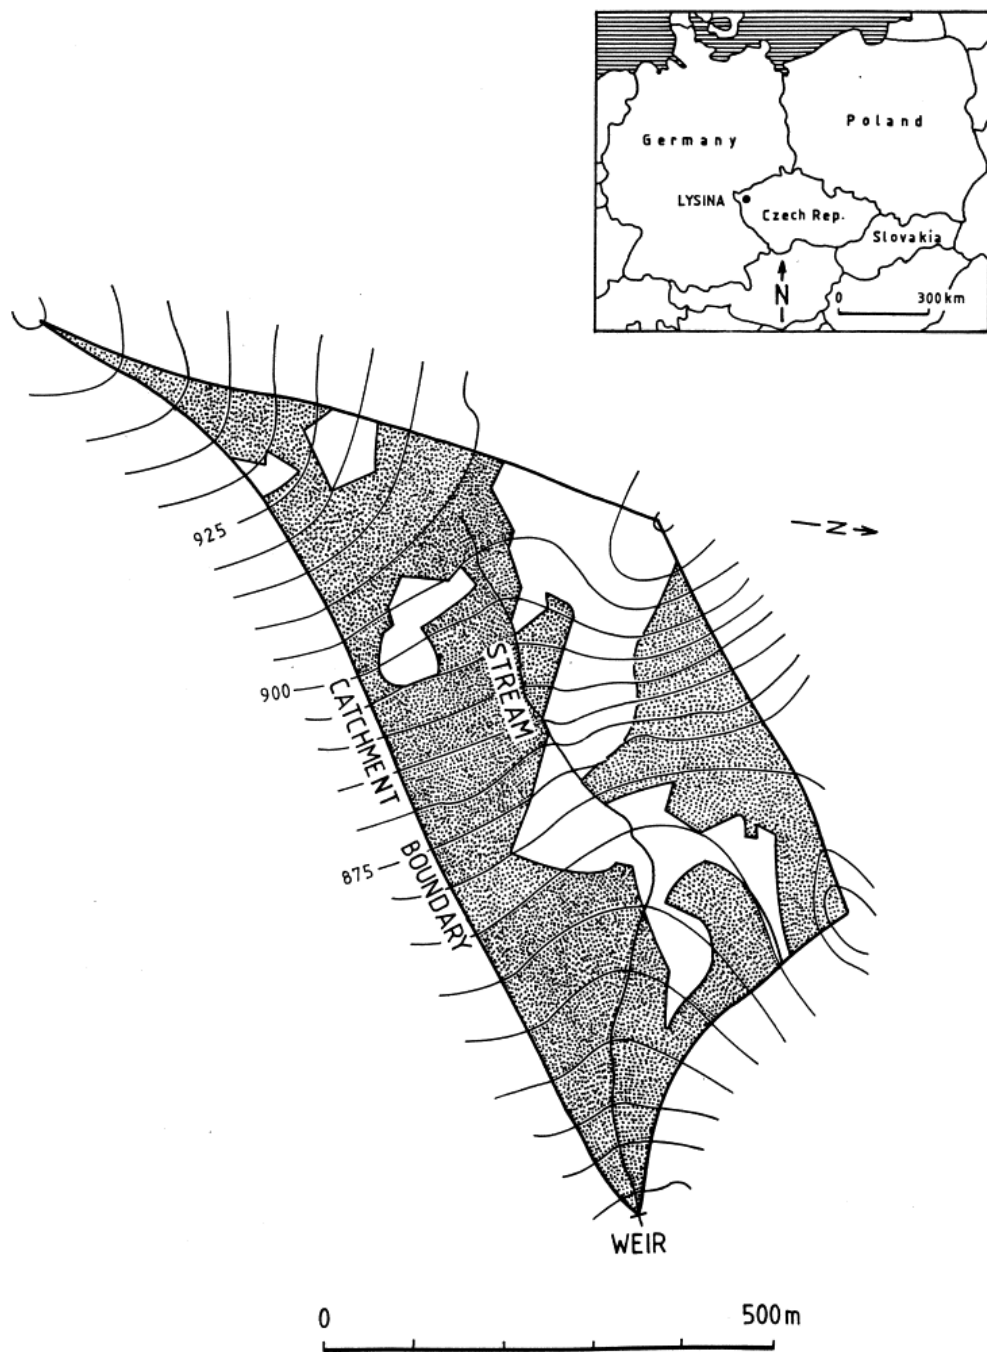 Germany
Poland
LYSINA
Czech Rep.
Slovakia
N
0 300 km
N
925
900
STREAM
CATCHMENT BOUNDARY
875
WEIR
0 500 m